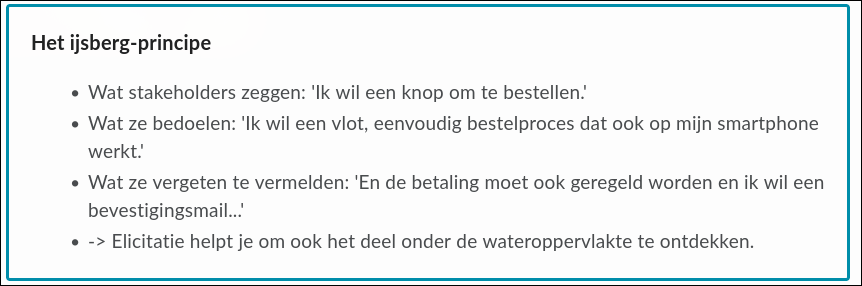 Het ijsberg-principe
• Wat stakeholders zeggen: 'Ik wil een knop om te bestellen.'
• Wat ze bedoelen: 'Ik wil een vlot, eenvoudig bestelproces dat ook op mijn smartphone
werkt.'
• Wat ze vergeten te vermelden: 'En de betaling moet ook geregeld worden en ik wil een
bevestigingsmail...'
• -> Elicitatie helpt je om ook het deel onder de wateroppervlakte te ontdekken.